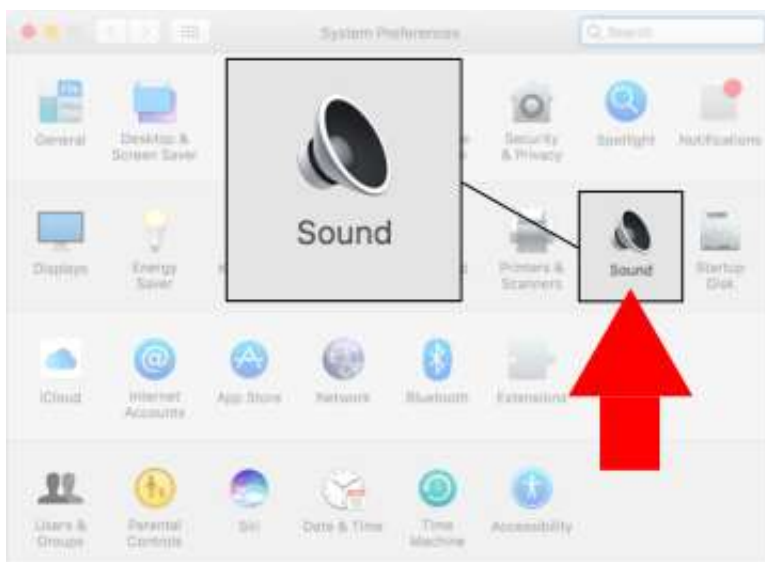 System Preferences
Search
General
Desktop &
Screen Saver
Security
& Privacy
Spotlight
Notifications
Sound
Displays
Energy
Saver
Printers &
Scanners
Sound
Startup
Disk
iCloud
Internet
Accounts
App Store
Network
Bluetooth
Extensions
Users &
Groups
Parental
Controls
Siri
Date & Time
Time
Machine
Accessibility